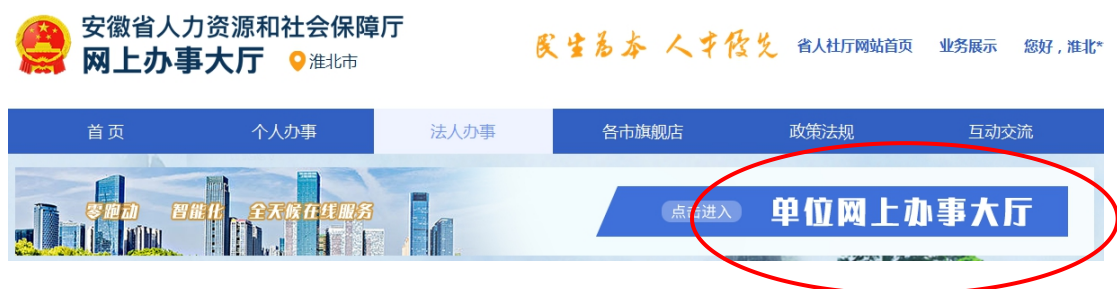 安徽省人力资源和社会保障厅
网上办事大厅 淮北市
民生为本 人才优先
省人社厅网站首页 业务展示 您好，淮北*
首页 个人办事 法人办事 各市旗舰店 政策法规 互动交流
零跑动 智能化 全天候在线服务
点击进入 单位网上办事大厅